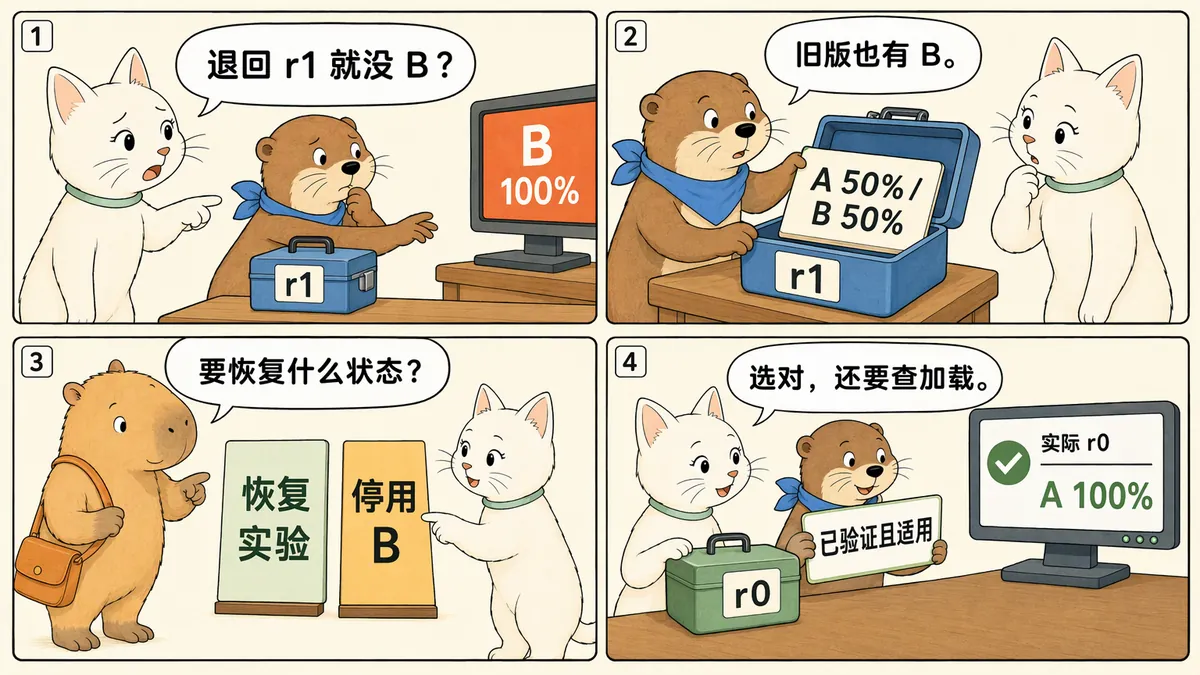 1
退回 r1 就没 B？
B
100%
r1
2
旧版也有 B。
A 50% /
B 50%
r1
3
要恢复什么状态？
恢复
实验
停用
B
4
选对，还要查加载。
实际 r0
A 100%
已验证且适用
r0